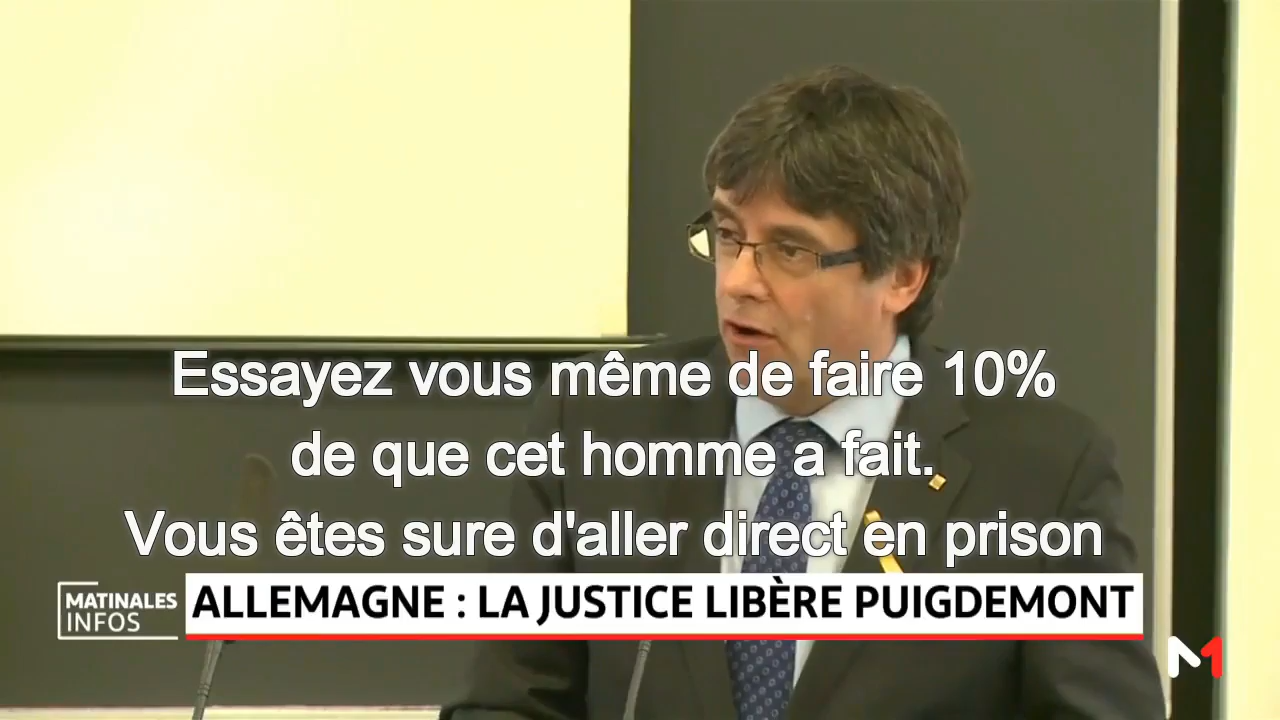 Essayez vous même de faire 10%
de que cet homme a fait.
Vous êtes sure d'aller direct en prison
MATINALES
INFOS
ALLEMAGNE : LA JUSTICE LIBÈRE PUIGDEMONT
M1